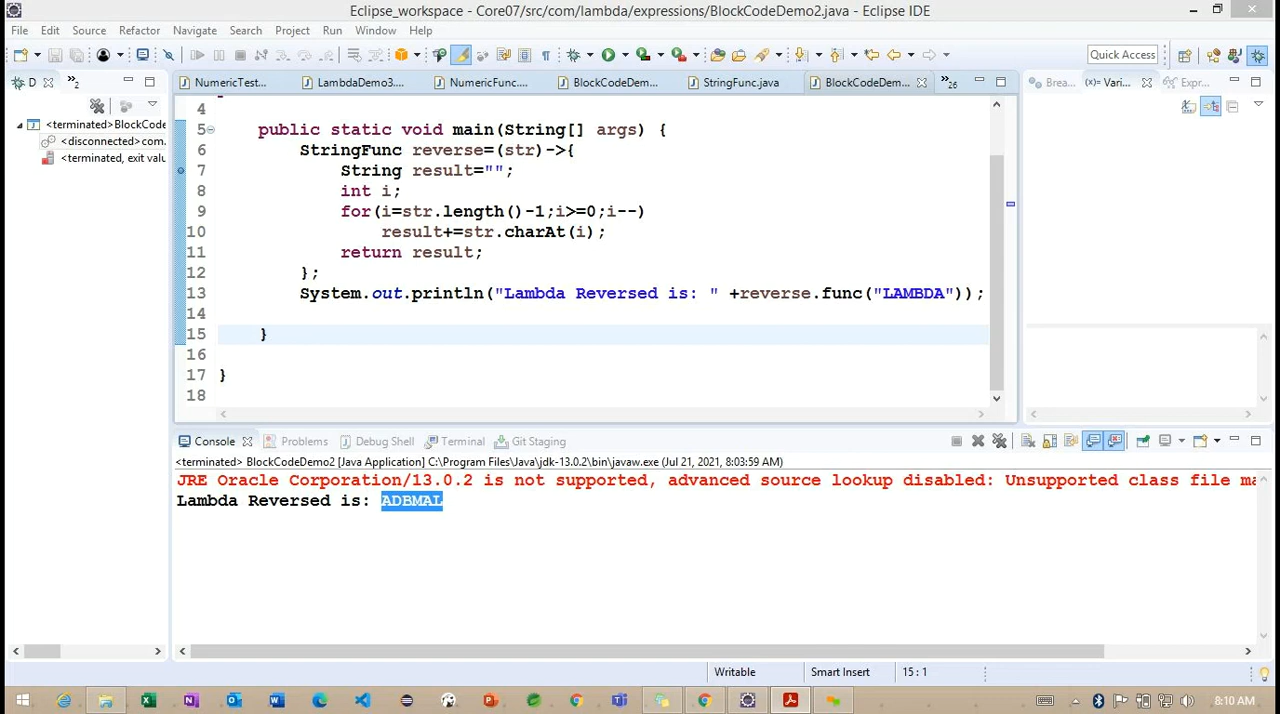 Eclipse_workspace - Core07/src/com/lambda/expressions/BlockCodeDemo2.java - Eclipse IDE
File Edit Source Refactor Navigate Search Project Run Window Help
Quick Access
D »2
NumericTest... LambdaDemo3... NumericFunc... BlockCodeDem... StringFunc.java BlockCodeDem... »26
Brea... (x)= Vari... Expr...
<terminated>BlockCode
<disconnected>com.
<terminated, exit valu
4
5 public static void main(String[] args) {
6 StringFunc reverse=(str)->{
7 String result="";
8 int i;
9 for(i=str.length()-1;i>=0;i--)
10 result+=str.charAt(i);
11 return result;
12 };
13 System.out.println("Lambda Reversed is: " +reverse.func("LAMBDA"));
14
15 }
16
17 }
18
Console Problems Debug Shell Terminal Git Staging
<terminated> BlockCodeDemo2 [Java Application] C:\Program Files\Java\jdk-13.0.2\bin\javaw.exe (Jul 21, 2021, 8:03:59 AM)
JRE Oracle Corporation/13.0.2 is not supported, advanced source lookup disabled: Unsupported class file ma
Lambda Reversed is: ADBMAL
Writable Smart Insert 15 : 1
8:10 AM